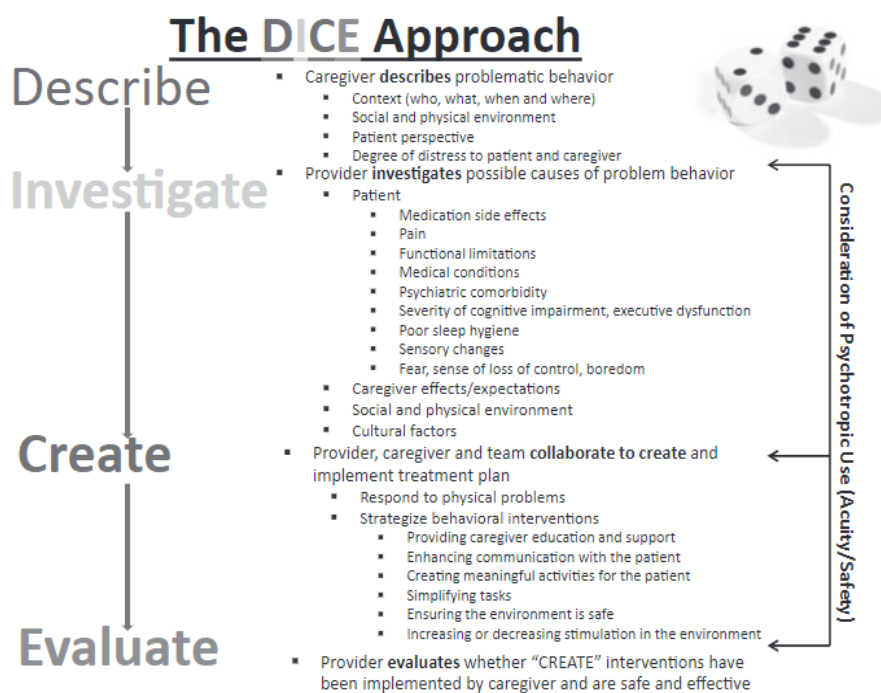 The DICE Approach
Describe
▪ Caregiver describes problematic behavior
▪ Context (who, what, when and where)
▪ Social and physical environment
▪ Patient perspective
▪ Degree of distress to patient and caregiver
Investigate
▪ Provider investigates possible causes of problem behavior
▪ Patient
▪ Medication side effects
▪ Pain
▪ Functional limitations
▪ Medical conditions
▪ Psychiatric comorbidity
▪ Severity of cognitive impairment, executive dysfunction
▪ Poor sleep hygiene
▪ Sensory changes
▪ Fear, sense of loss of control, boredom
▪ Caregiver effects/expectations
▪ Social and physical environment
▪ Cultural factors
Create
▪ Provider, caregiver and team collaborate to create and
implement treatment plan
▪ Respond to physical problems
▪ Strategize behavioral interventions
▪ Providing caregiver education and support
▪ Enhancing communication with the patient
▪ Creating meaningful activities for the patient
▪ Simplifying tasks
▪ Ensuring the environment is safe
▪ Increasing or decreasing stimulation in the environment
Evaluate
▪ Provider evaluates whether “CREATE” interventions have
been implemented by caregiver and are safe and effective
Consideration of Psychotropic Use (Acuity/Safety)